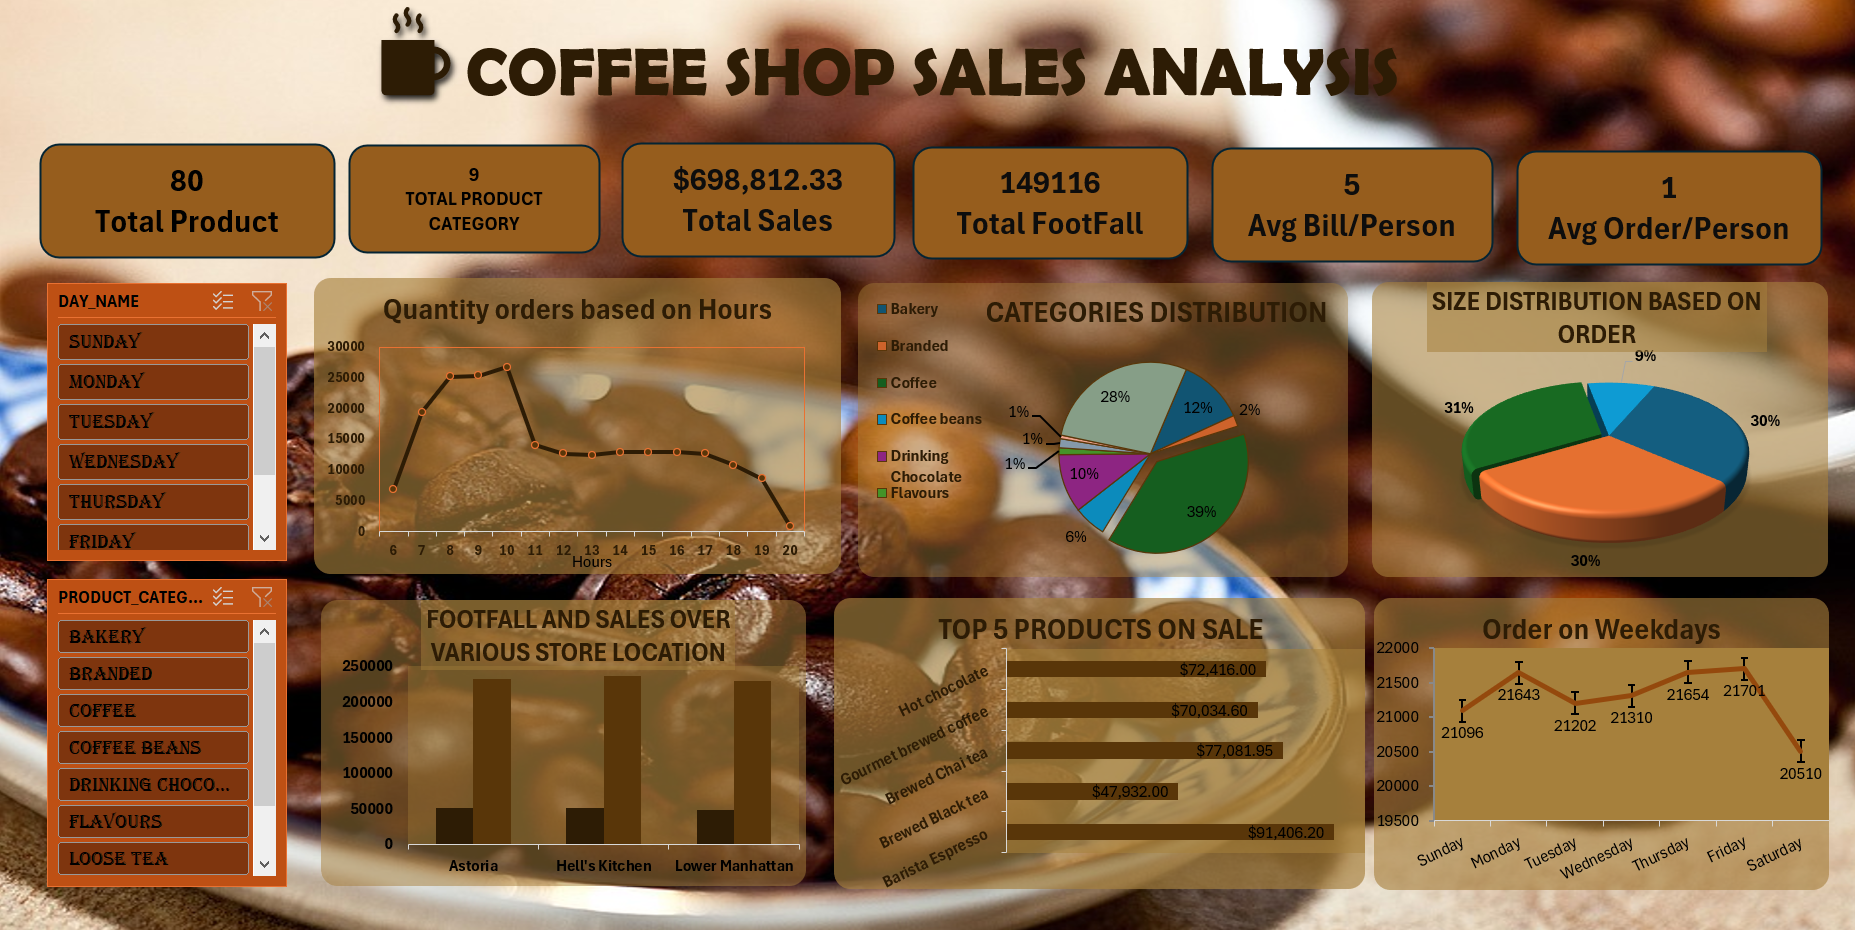 COFFEE SHOP SALES ANALYSIS
80
Total Product
9
TOTAL PRODUCT
CATEGORY
$698,812.33
Total Sales
149116
Total FootFall
5
Avg Bill/Person
1
Avg Order/Person
DAY_NAME
SUNDAY
MONDAY
TUESDAY
WEDNESDAY
THURSDAY
FRIDAY
Quantity orders based on Hours
30000
25000
20000
15000
10000
5000
0
6 7 8 9 10 11 12 13 14 15 16 17 18 19 20
Hours
CATEGORIES DISTRIBUTION
Bakery
Branded
Coffee
Coffee beans
Drinking
Chocolate
Flavours
28%
12%
2%
1%
1%
1%
10%
39%
6%
SIZE DISTRIBUTION BASED ON
ORDER
9%
31%
30%
30%
PRODUCT_CATEG...
BAKERY
BRANDED
COFFEE
COFFEE BEANS
DRINKING CHOCO...
FLAVOURS
LOOSE TEA
FOOTFALL AND SALES OVER
VARIOUS STORE LOCATION
250000
200000
150000
100000
50000
0
Astoria Hell's Kitchen Lower Manhattan
TOP 5 PRODUCTS ON SALE
Hot chocolate $72,416.00
Gourmet brewed coffee $70,034.60
Brewed Chai tea $77,081.95
Brewed Black tea $47,932.00
Barista Espresso $91,406.20
Order on Weekdays
22000
21500
21000
20500
20000
19500
21096
21643
21202
21310
21654
21701
20510
Sunday Monday Tuesday Wednesday Thursday Friday Saturday